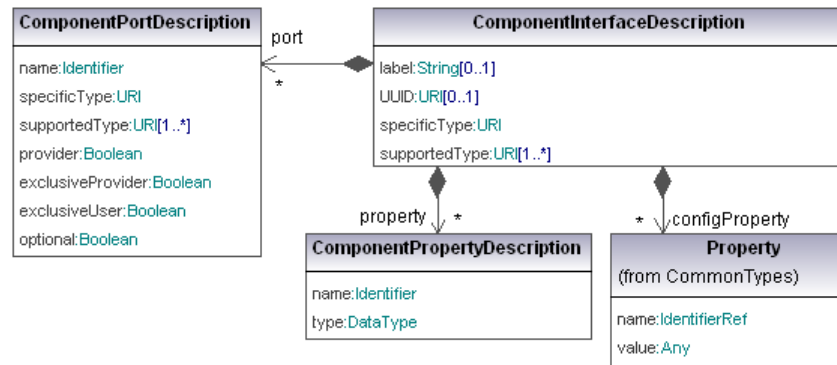 ComponentPortDescription
name:Identifier
specificType:URI
supportedType:URI[1..*]
provider:Boolean
exclusiveProvider:Boolean
exclusiveUser:Boolean
optional:Boolean
port
*
ComponentInterfaceDescription
label:String[0..1]
UUID:URI[0..1]
specificType:URI
supportedType:URI[1..*]
property *
* configProperty
ComponentPropertyDescription
name:Identifier
type:DataType
Property
(from CommonTypes)
name:IdentifierRef
value:Any